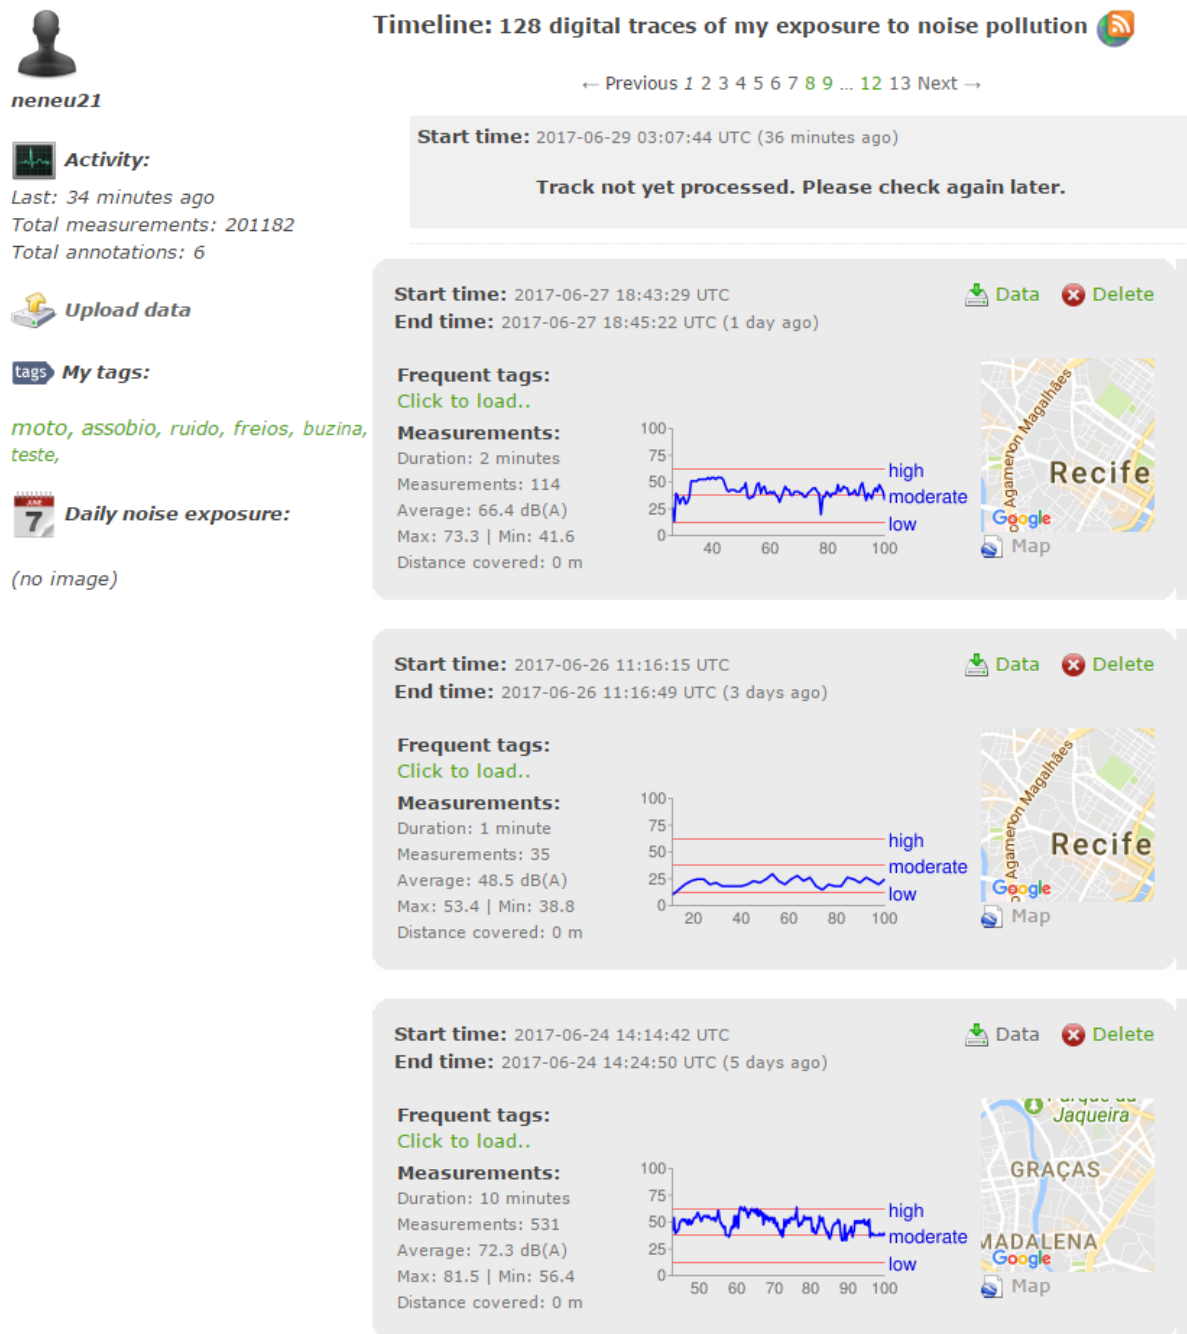 neneu21
Activity:
Last: 34 minutes ago
Total measurements: 201182
Total annotations: 6
Upload data
tags My tags:
moto, assobio, ruido, freios, buzina,
teste,
JUNE
7 Daily noise exposure:
(no image)
Timeline: 128 digital traces of my exposure to noise pollution
← Previous 1 2 3 4 5 6 7 8 9 ... 12 13 Next →
Start time: 2017-06-29 03:07:44 UTC (36 minutes ago)
Track not yet processed. Please check again later.
Start time: 2017-06-27 18:43:29 UTC
Data Delete
End time: 2017-06-27 18:45:22 UTC (1 day ago)
Frequent tags:
Click to load..
Measurements:
Duration: 2 minutes
Measurements: 114
Average: 66.4 dB(A)
Max: 73.3 | Min: 41.6
Distance covered: 0 m
100
75
50
25
0
40 60 80 100
high
moderate
low
Agamenon Magalhães
Recife
Google
Map
Start time: 2017-06-26 11:16:15 UTC
Data Delete
End time: 2017-06-26 11:16:49 UTC (3 days ago)
Frequent tags:
Click to load..
Measurements:
Duration: 1 minute
Measurements: 35
Average: 48.5 dB(A)
Max: 53.4 | Min: 38.8
Distance covered: 0 m
100
75
50
25
0
20 40 60 80 100
high
moderate
low
Agamenon Magalhães
Recife
Google
Map
Start time: 2017-06-24 14:14:42 UTC
Data Delete
End time: 2017-06-24 14:24:50 UTC (5 days ago)
Frequent tags:
Click to load..
Measurements:
Duration: 10 minutes
Measurements: 531
Average: 72.3 dB(A)
Max: 81.5 | Min: 56.4
Distance covered: 0 m
100
75
50
25
0
50 60 70 80 90 100
high
moderate
low
Parque da
Jaqueira
GRAÇAS
MADALENA
Google
Map